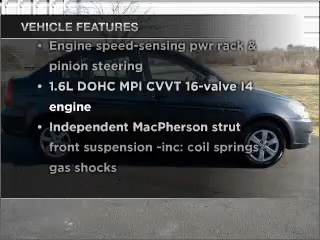 VEHICLE FEATURES
• Engine speed-sensing pwr rack &
pinion steering
• 1.6L DOHC MPI CVVT 16-valve I4
engine
• Independent MacPherson strut
front suspension -inc: coil springs,
gas shocks